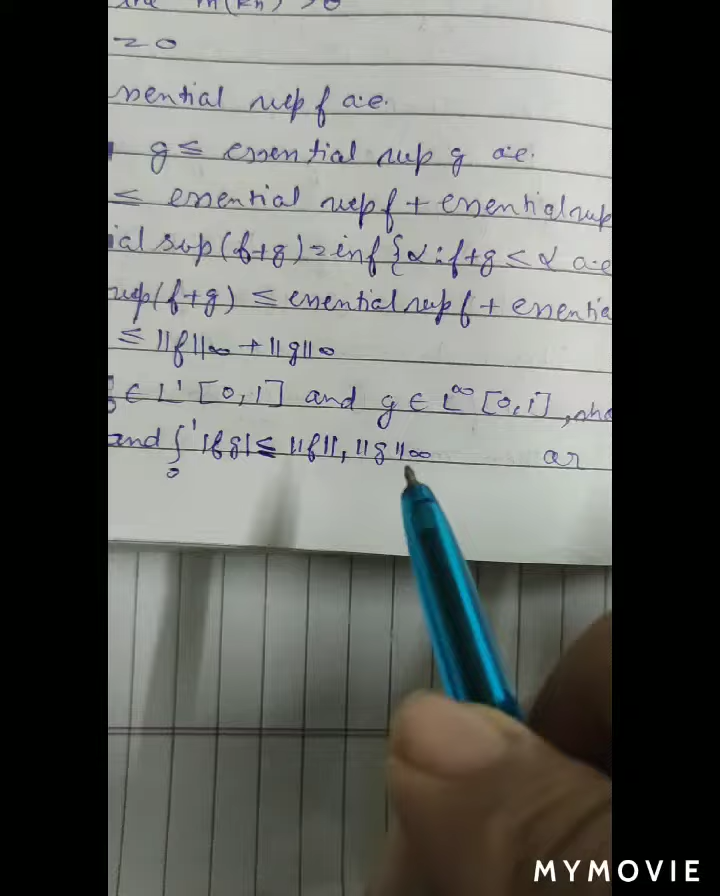 = 0
sential sup f a.e.
g ≤ essential sup g a.e.
≤ essential sup f + essential sup
ial sup (f+g) = inf {α : f+g < α a.e
sup (f+g) ≤ essential sup f + essentia
≤ ||f||∞ + ||g||∞
∈ L¹ [0,1] and g ∈ L^∞ [0,1], sho
and ∫₀¹ |fg| ≤ ||f||₁ ||g||∞ ar
MYMOVIE